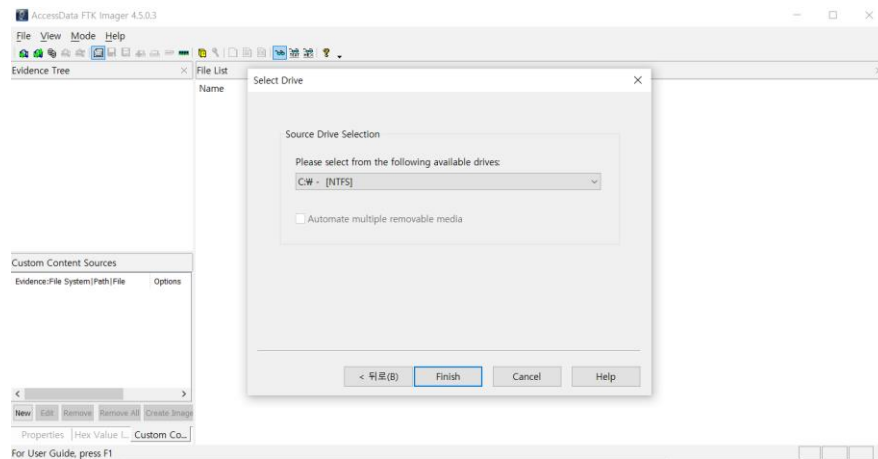 AccessData FTK Imager 4.5.0.3
File View Mode Help
Evidence Tree
File List
Name
Select Drive
Source Drive Selection
Please select from the following available drives:
C:₩ - [NTFS]
Automate multiple removable media
< 뒤로(B) Finish Cancel Help
Custom Content Sources
Evidence:File System|Path|File Options
New Edit Remove Remove All Create Image
Properties Hex Value I... Custom Co...
For User Guide, press F1